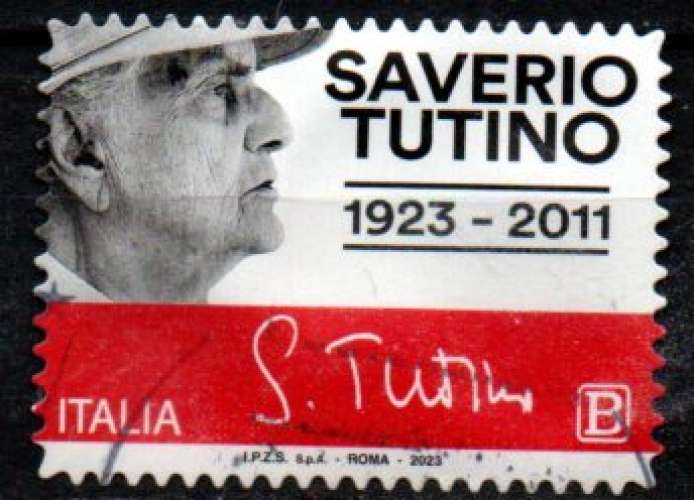 SAVERIO
TUTINO
1923 - 2011
S. Tutino
ITALIA
B
I.P.Z.S. S.p.A. - ROMA - 2023